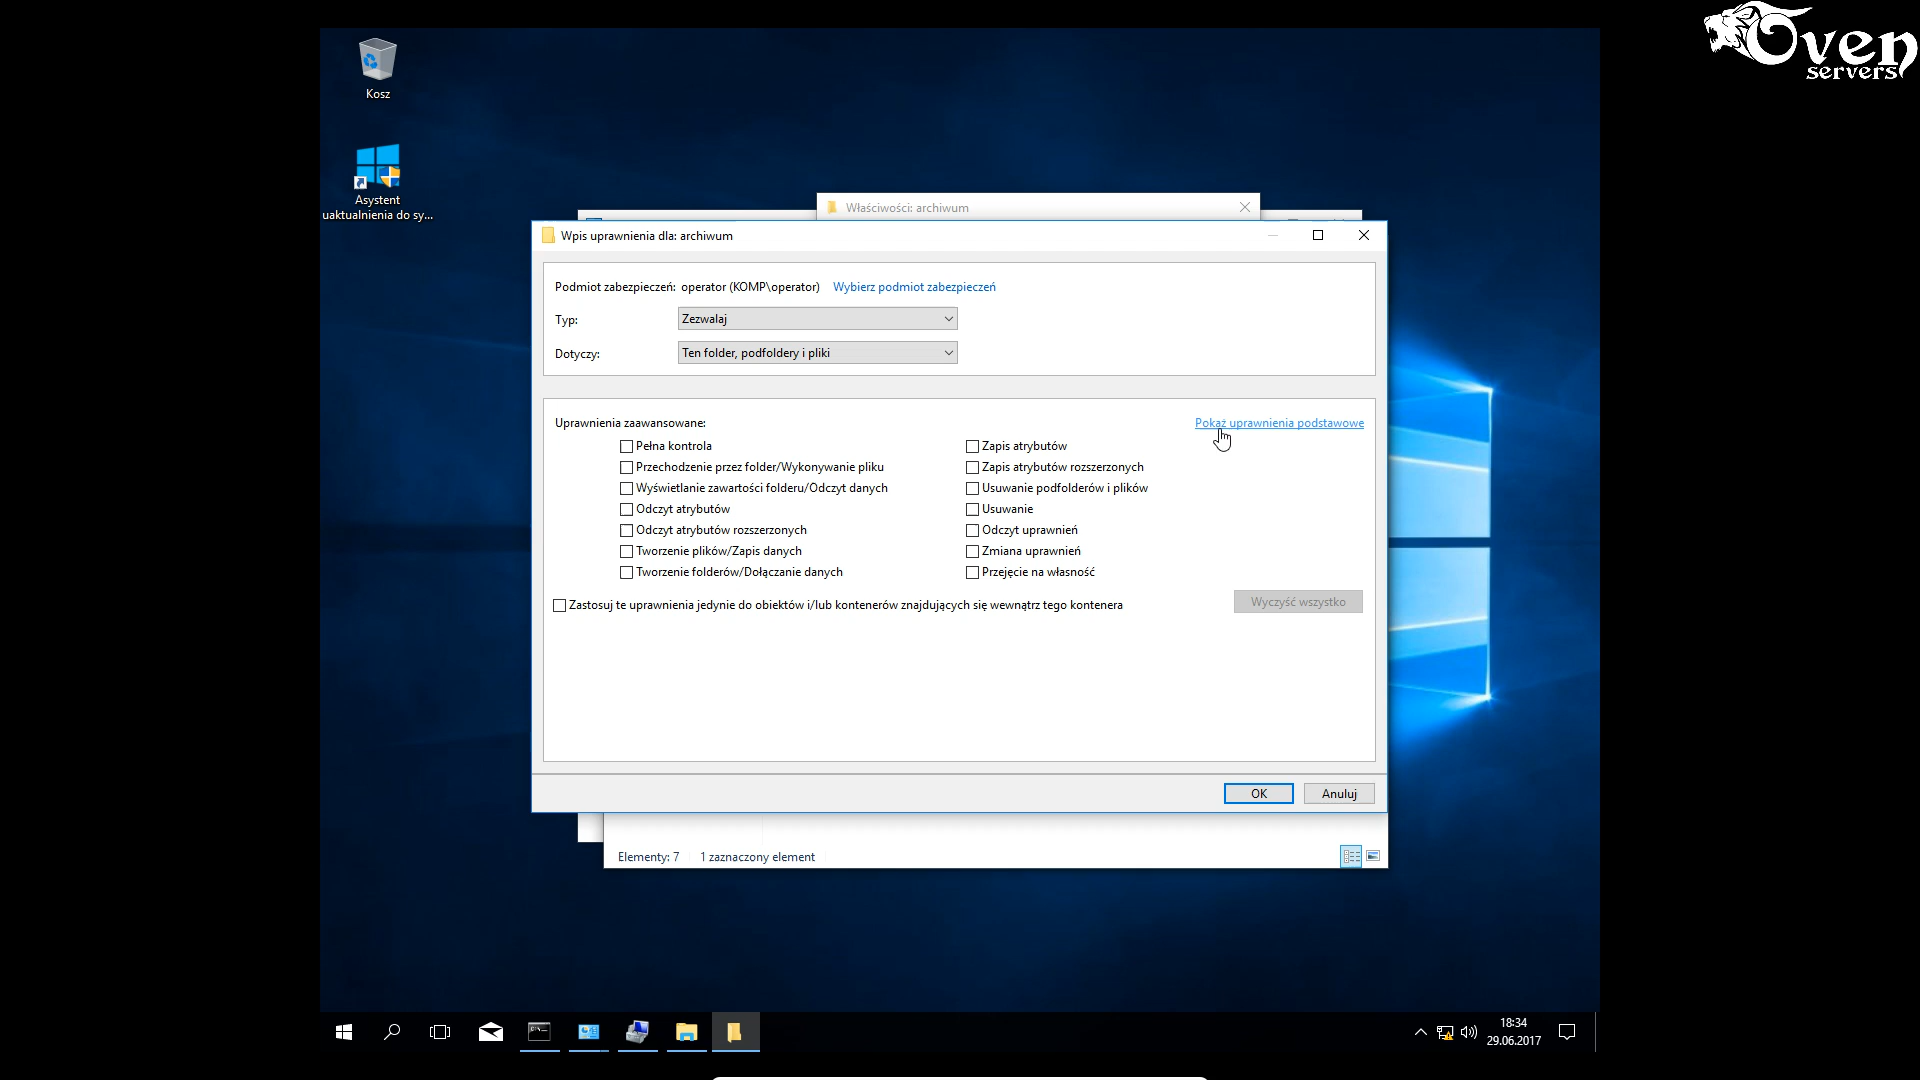 Oven
servers
Kosz
Asystent
uaktualnienia do sy...
Właściwości: archiwum
Wpis uprawnienia dla: archiwum
Podmiot zabezpieczeń: operator (KOMP\operator) Wybierz podmiot zabezpieczeń
Typ: Zezwalaj
Dotyczy: Ten folder, podfoldery i pliki
Uprawnienia zaawansowane: Pokaż uprawnienia podstawowe
Pełna kontrola
Przechodzenie przez folder/Wykonywanie pliku
Wyświetlanie zawartości folderu/Odczyt danych
Odczyt atrybutów
Odczyt atrybutów rozszerzonych
Tworzenie plików/Zapis danych
Tworzenie folderów/Dołączanie danych
Zapis atrybutów
Zapis atrybutów rozszerzonych
Usuwanie podfolderów i plików
Usuwanie
Odczyt uprawnień
Zmiana uprawnień
Przejęcie na własność
Zastosuj te uprawnienia jedynie do obiektów i/lub kontenerów znajdujących się wewnątrz tego kontenera
Wyczyść wszystko
OK Anuluj
Elementy: 7 1 zaznaczony element
18:34
29.06.2017